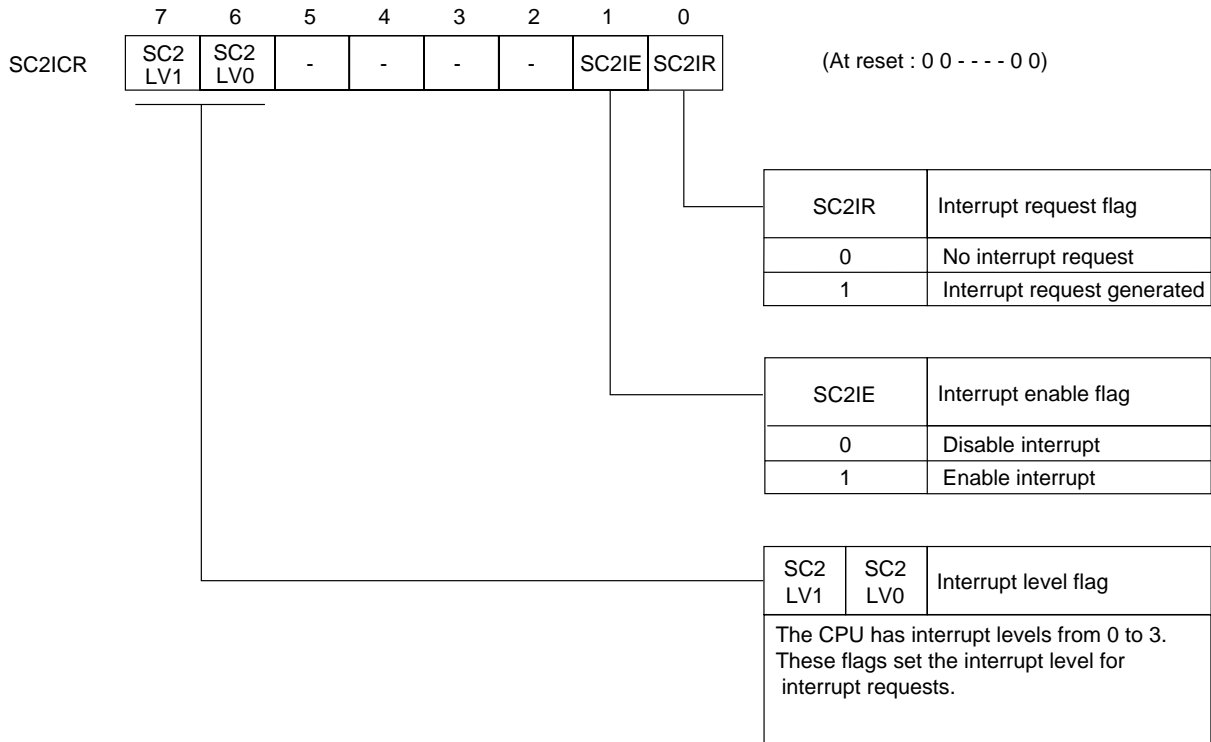 7 6 5 4 3 2 1 0
SC2ICR SC2 LV1 SC2 LV0 - - - - SC2IE SC2IR (At reset : 0 0 - - - - 0 0)
SC2IR Interrupt request flag
0 No interrupt request
1 Interrupt request generated
SC2IE Interrupt enable flag
0 Disable interrupt
1 Enable interrupt
SC2 LV1 SC2 LV0 Interrupt level flag
The CPU has interrupt levels from 0 to 3.
These flags set the interrupt level for
interrupt requests.